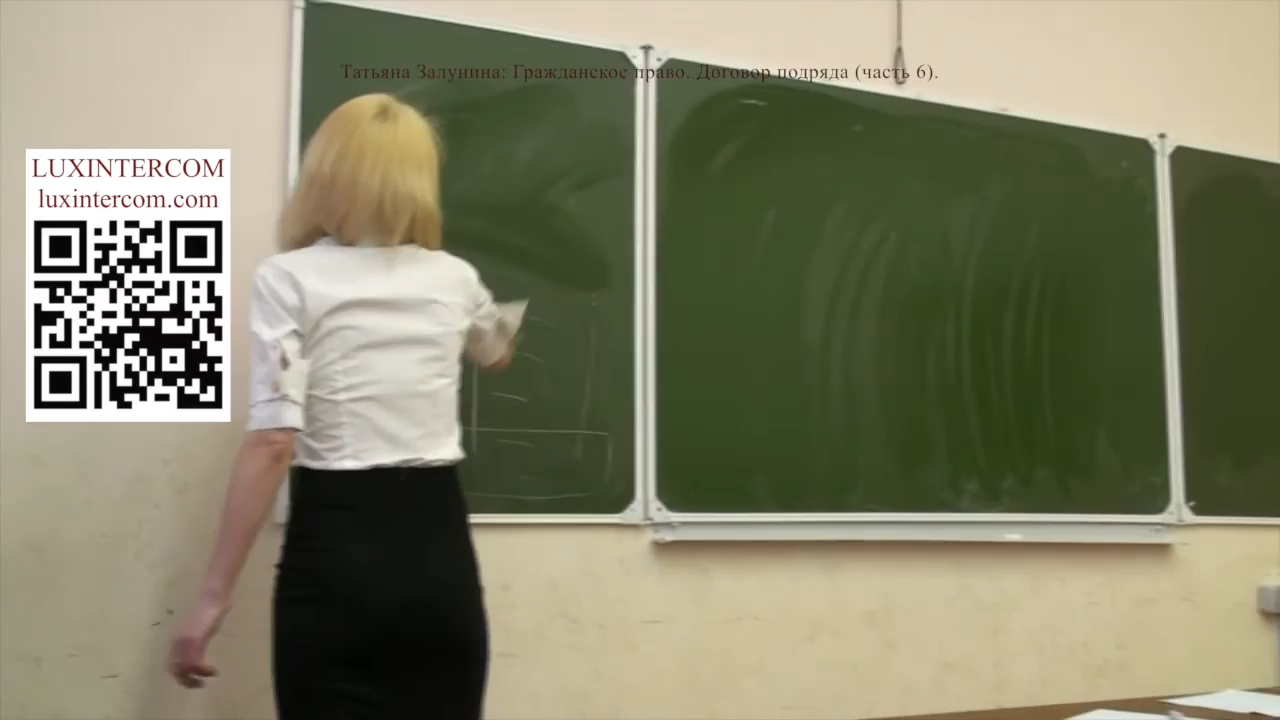 Татьяна Залунина: Гражданское право. Договор подряда (часть 6).
LUXINTERCOM
luxintercom.com